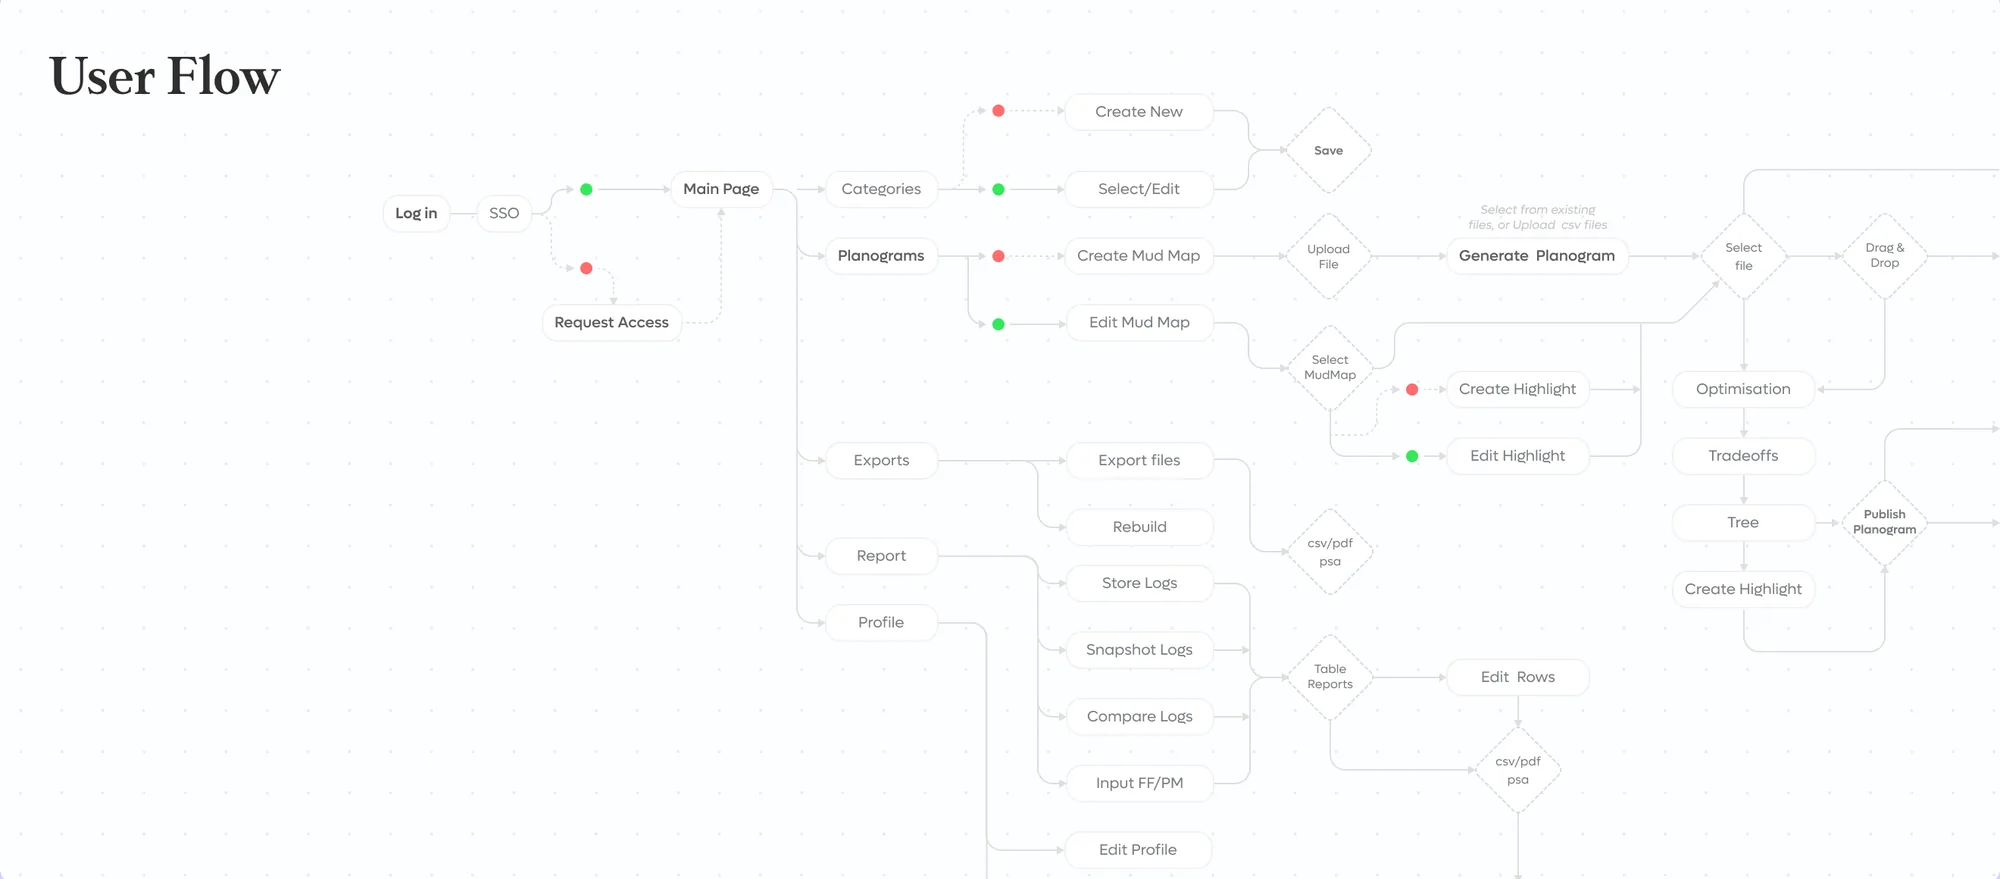 User Flow
Log in
SSO
Request Access
Main Page
Categories
Create New
Select/Edit
Save
Planograms
Create Mud Map
Edit Mud Map
Upload
File
Select from existing
files, or Upload csv files
Generate Planogram
Select
file
Drag &
Drop
Select
MudMap
Create Highlight
Edit Highlight
Optimisation
Tradeoffs
Tree
Create Highlight
Publish
Planogram
Exports
Export files
Rebuild
csv/pdf
psa
Report
Store Logs
Snapshot Logs
Compare Logs
Input FF/PM
Table
Reports
Edit Rows
csv/pdf
psa
Profile
Edit Profile